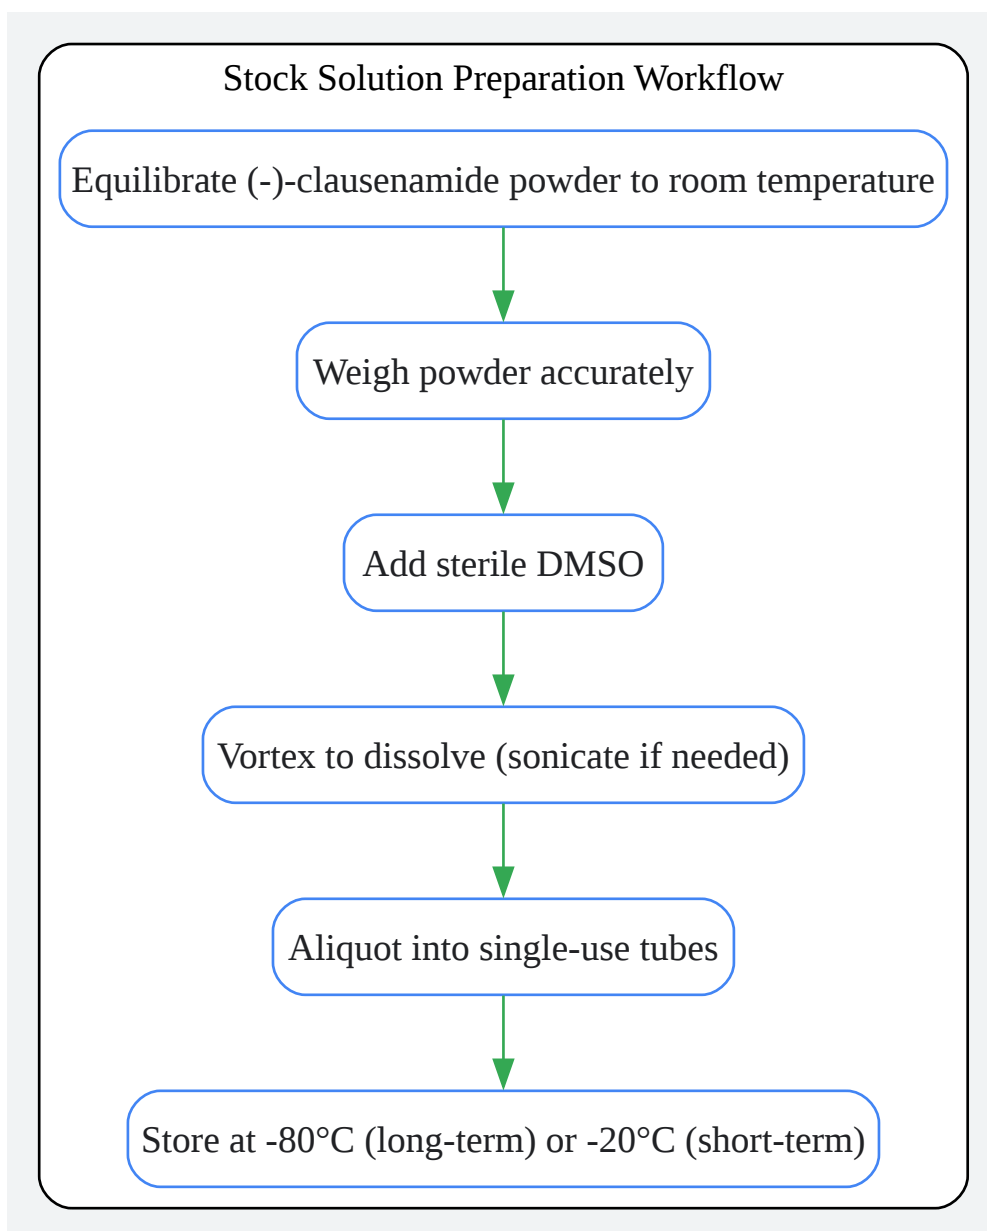 Stock Solution Preparation Workflow
Equilibrate (-)-clausenamide powder to room temperature
Weigh powder accurately
Add sterile DMSO
Vortex to dissolve (sonicate if needed)
Aliquot into single-use tubes
Store at -80°C (long-term) or -20°C (short-term)